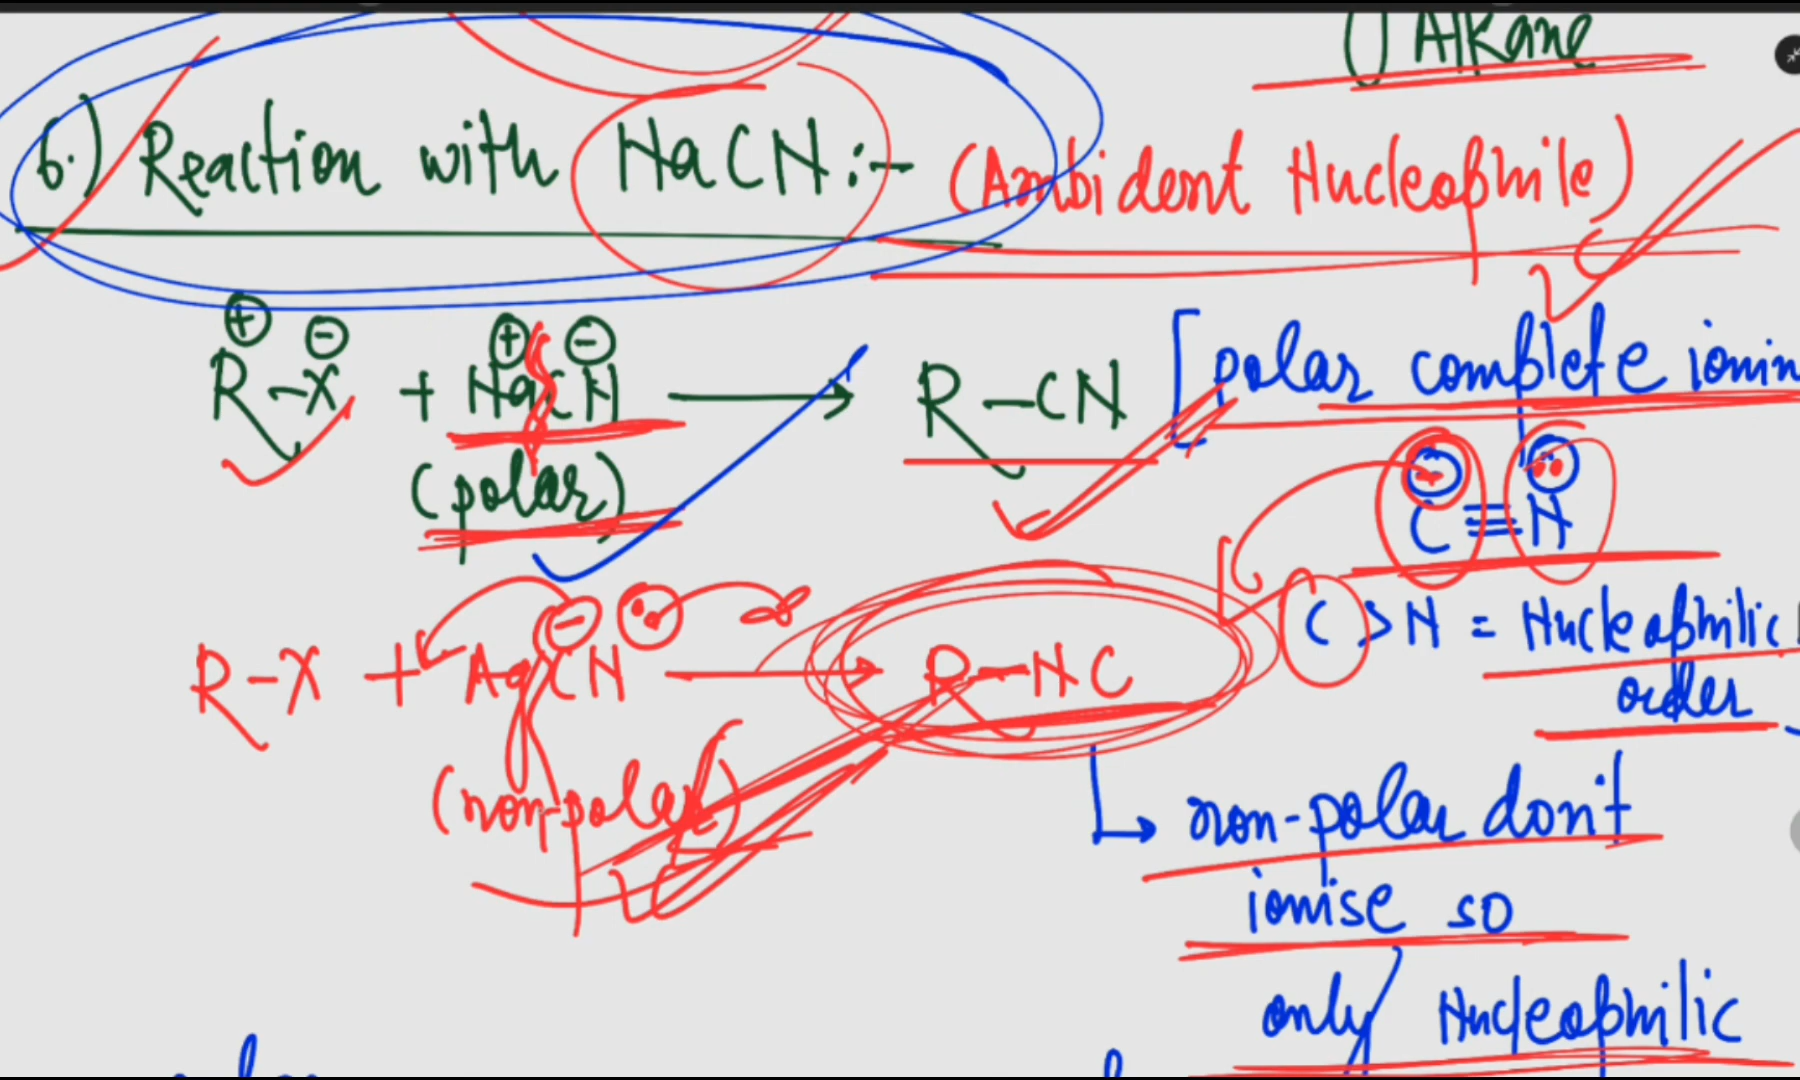 1) Alkane
6.) Reaction with NaCN :- (Ambident Nucleophile)
⊕ ⊖ ⊕ ⊖
R-X + NaCN → R-CN [polar complete ionin
(polar)
⊖ ..
C≡N
C > N = Nucleophilic
order
⊖ ..
R-X + AgCN → R-NC
(non-polar)
→ non-polar don't
ionise so
only Nucleophilic